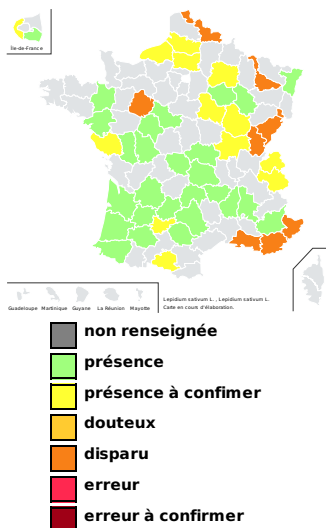 Île-de-France
Guadeloupe Martinique Guyane La Réunion Mayotte
Lepidium sativum L. , Lepidium sativum L.
Carte en cours d'élaboration.
non renseignée
présence
présence à confimer
douteux
disparu
erreur
erreur à confirmer